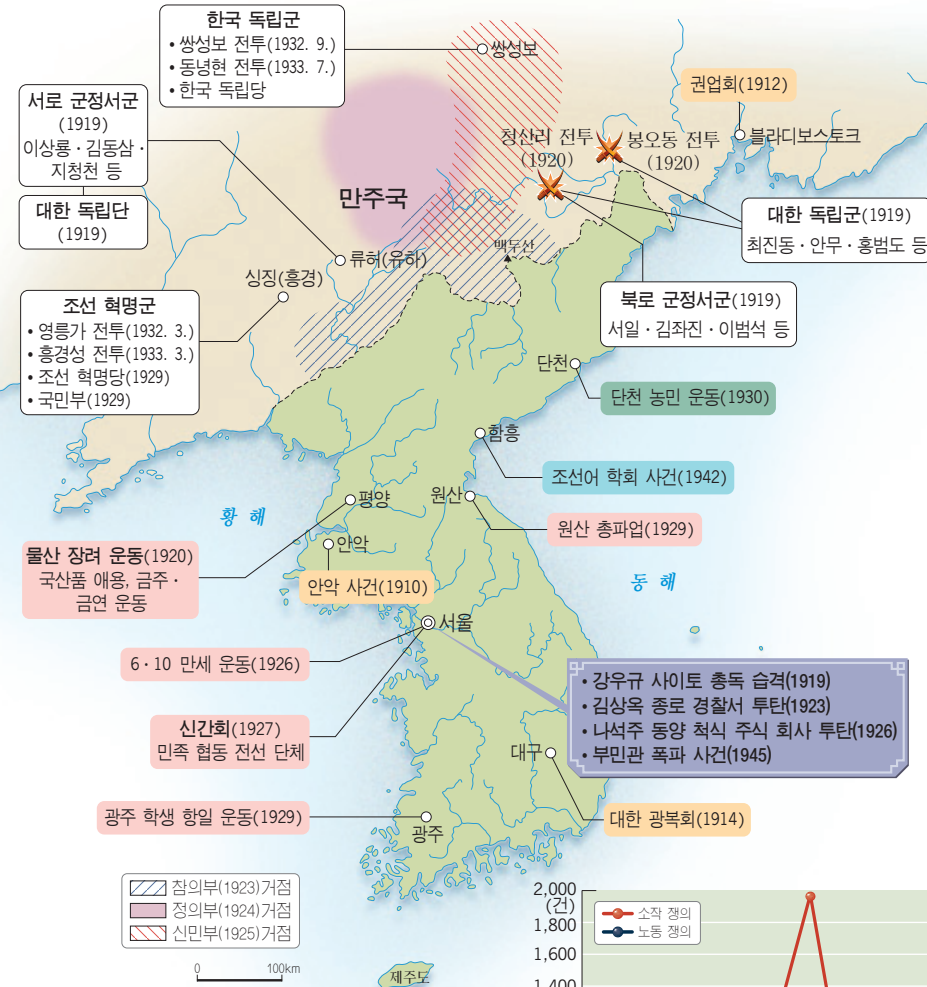 한국 독립군
• 쌍성보 전투(1932. 9.)
• 동녕현 전투(1933. 7.)
• 한국 독립당
쌍성보
권업회(1912)
서로 군정서군
(1919)
이상룡·김동삼·
지청천 등
대한 독립단
(1919)
청산리 전투
(1920)
봉오동 전투
(1920)
블라디보스토크
만주국
대한 독립군(1919)
최진동·안무·홍범도 등
백두산
류허(유하)
싱징(흥경)
북로 군정서군(1919)
서일·김좌진·이범석 등
조선 혁명군
• 영릉가 전투(1932. 3.)
• 흥경성 전투(1933. 3.)
• 조선 혁명당(1929)
• 국민부(1929)
단천
단천 농민 운동(1930)
함흥
조선어 학회 사건(1942)
평양
원산
황해
원산 총파업(1929)
물산 장려 운동(1920)
국산품 애용, 금주·
금연 운동
안악
안악 사건(1910)
동해
서울
6·10 만세 운동(1926)
• 강우규 사이토 총독 습격(1919)
• 김상옥 종로 경찰서 투탄(1923)
• 나석주 동양 척식 주식 회사 투탄(1926)
• 부민관 폭파 사건(1945)
신간회(1927)
민족 협동 전선 단체
대구
광주 학생 항일 운동(1929)
광주
대한 광복회(1914)
참의부(1923)거점
정의부(1924)거점
신민부(1925)거점
0 100km
제주도
2,000
(건)
1,800
1,600
1,400
소작 쟁의
노동 쟁의